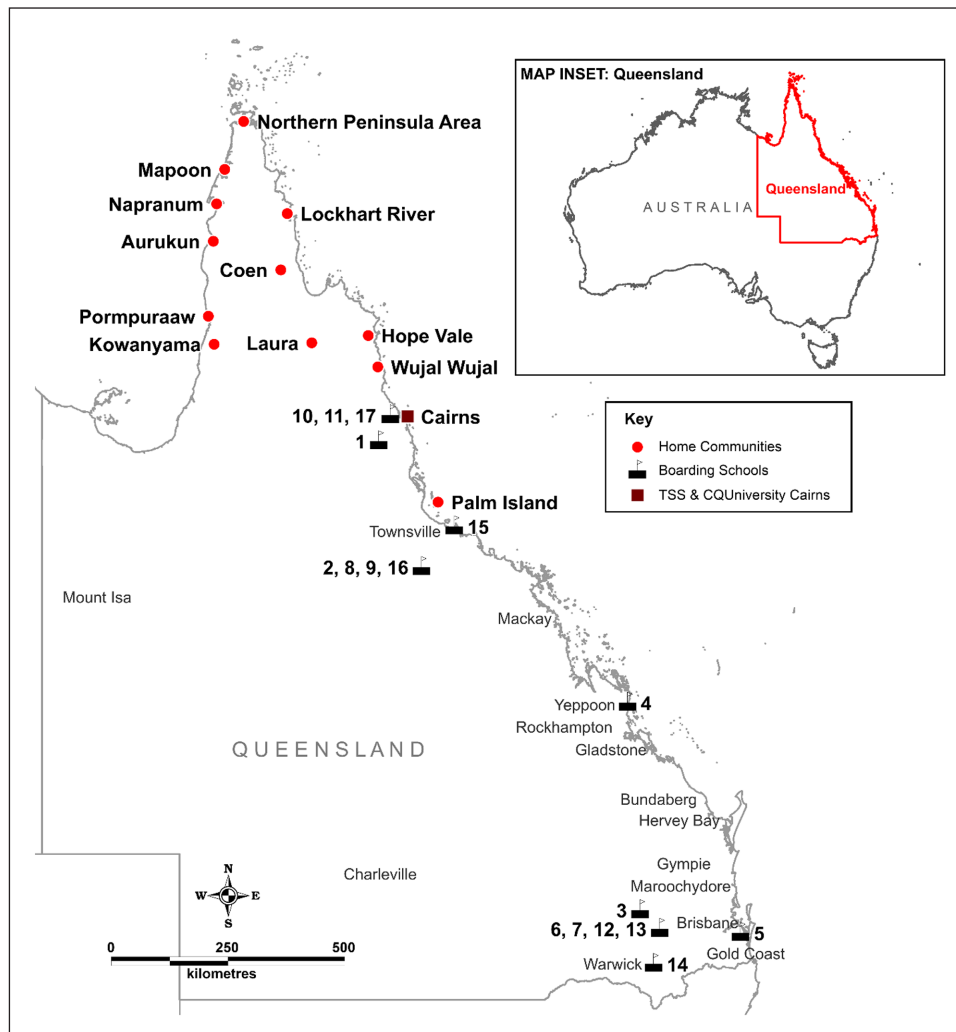 MAP INSET: Queensland
Queensland
AUSTRALIA
Northern Peninsula Area
Mapoon
Napranum
Lockhart River
Aurukun
Coen
Pormpuraaw
Hope Vale
Kowanyama
Laura
Wujal Wujal
10, 11, 17
Cairns
1
Key
Home Communities
Boarding Schools
TSS & CQUniversity Cairns
Palm Island
Townsville
15
2, 8, 9, 16
Mount Isa
Mackay
Yeppoon
4
Rockhampton
QUEENSLAND
Gladstone
Bundaberg
Hervey Bay
Gympie
Charleville
Maroochydore
N
W
E
S
3
Brisbane
6, 7, 12, 13
5
Gold Coast
Warwick
14
0
250
500
kilometres